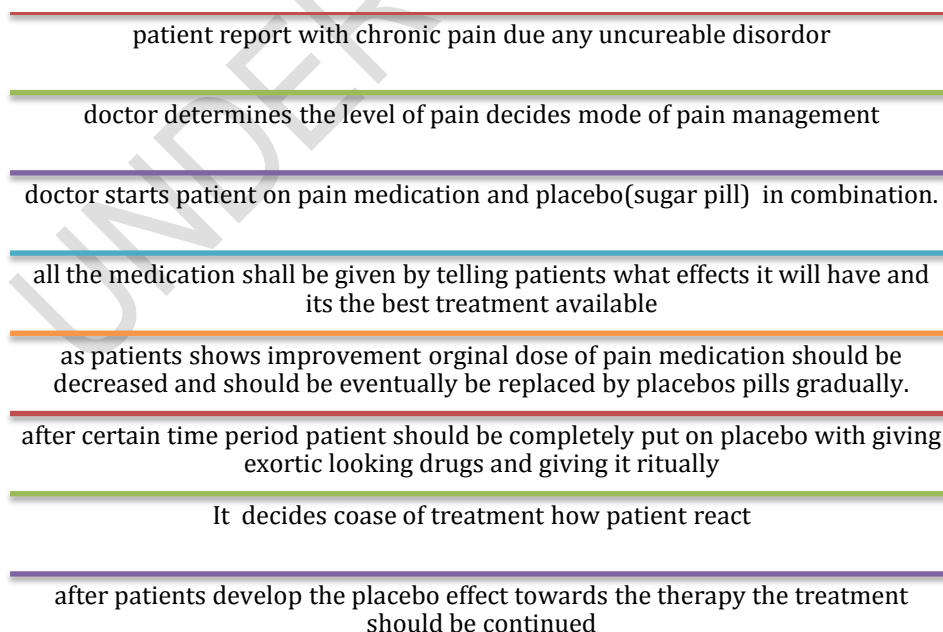 patient report with chronic pain due any uncureable disordor
doctor determines the level of pain decides mode of pain management
doctor starts patient on pain medication and placebo(sugar pill) in combination.
all the medication shall be given by telling patients what effects it will have and
its the best treatment available
as patients shows improvement orginal dose of pain medication should be
decreased and should be eventually be replaced by placebos pills gradually.
after certain time period patient should be completely put on placebo with giving
exortic looking drugs and giving it ritually
It decides coase of treatment how patient react
after patients develop the placebo effect towards the therapy the treatment
should be continued
UNDER